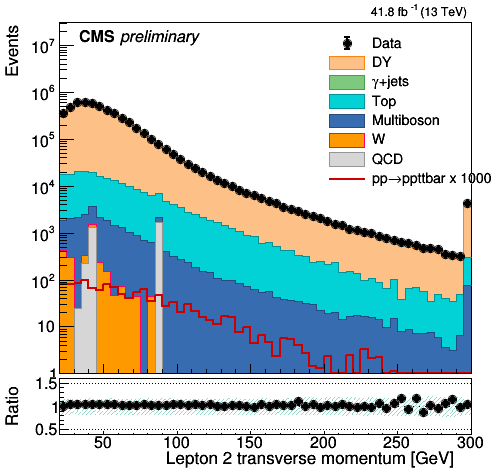 41.8 fb⁻¹ (13 TeV)
CMS preliminary
Events
10⁷
10⁶
10⁵
10⁴
10³
10²
10
1
Data
DY
γ+jets
Top
Multiboson
W
QCD
pp→ppttbar x 1000
Ratio
1.5
1
0.5
50 100 150 200 250 300
Lepton 2 transverse momentum [GeV]